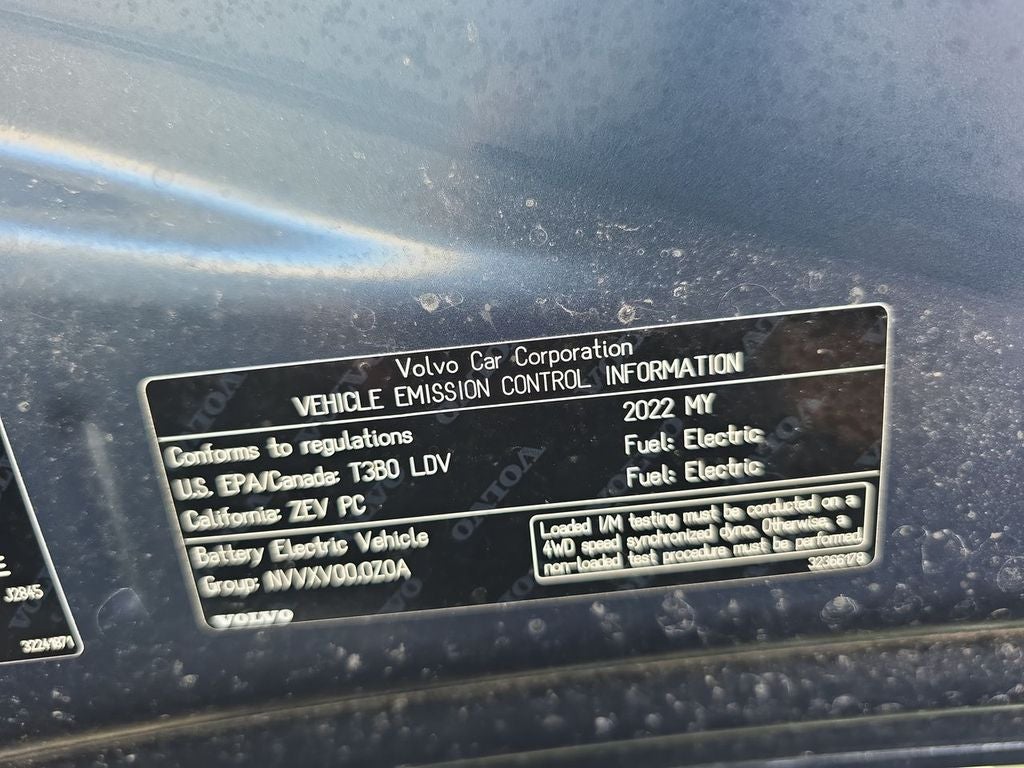 Volvo Car Corporation
VEHICLE EMISSION CONTROL INFORMATION
Conforms to regulations 2022 MY
U.S. EPA/Canada: T3B0 LDV Fuel: Electric
California: ZEV PC Fuel: Electric
Battery Electric Vehicle
Group: NVVXV00.0Z0A
Loaded I/M testing must be conducted on a
4WD speed synchronized dyno. Otherwise, a
non-loaded test procedure must be performed.
32366178
VOLVO
J2845
32241871